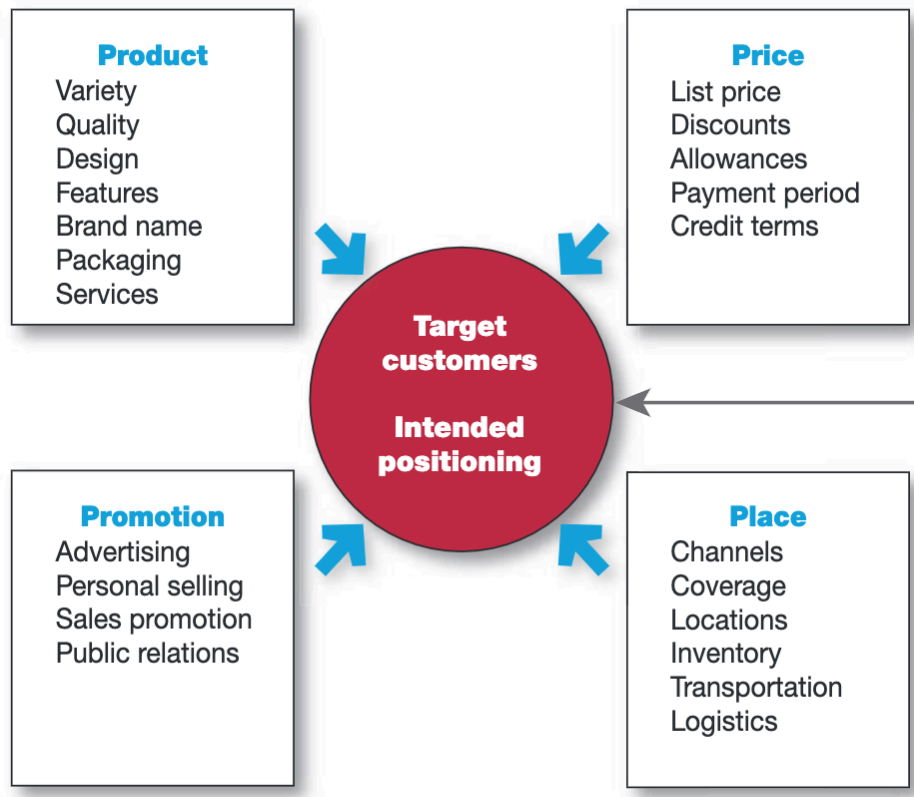 Product
Variety
Quality
Design
Features
Brand name
Packaging
Services
Price
List price
Discounts
Allowances
Payment period
Credit terms
Target
customers
Intended
positioning
Promotion
Advertising
Personal selling
Sales promotion
Public relations
Place
Channels
Coverage
Locations
Inventory
Transportation
Logistics